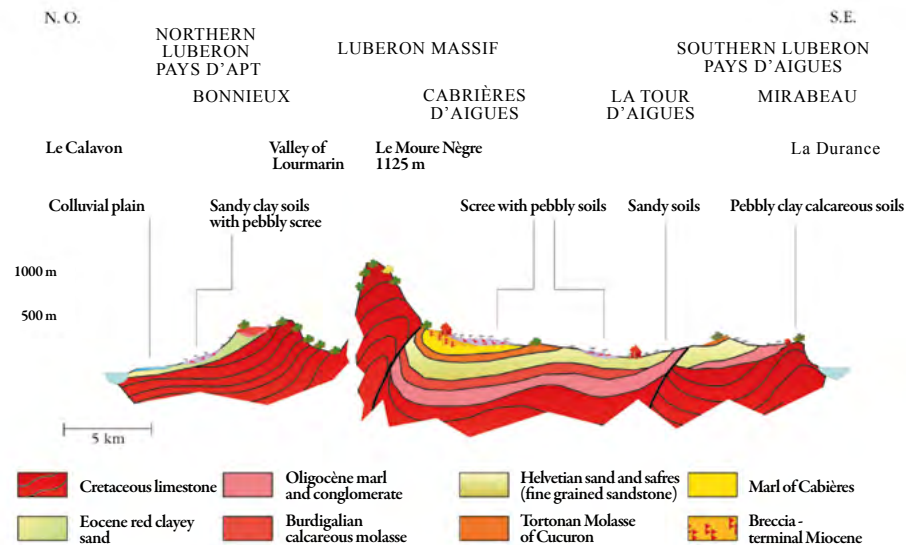 N. O.
S.E.
NORTHERN
LUBERON
PAYS D’APT
LUBERON MASSIF
SOUTHERN LUBERON
PAYS D’AIGUES
BONNIEUX
CABRIÈRES
D’AIGUES
LA TOUR
D’AIGUES
MIRABEAU
Le Calavon
Valley of
Lourmarin
Le Moure Nègre
1125 m
La Durance
Colluvial plain
Sandy clay soils
with pebbly scree
Scree with pebbly soils
Sandy soils
Pebbly clay calcareous soils
1000 m
500 m
5 km
Cretaceous limestone
Oligocène marl
and conglomerate
Helvetian sand and safres
(fine grained sandstone)
Marl of Cabières
Eocene red clayey
sand
Burdigalian
calcareous molasse
Tortonan Molasse
of Cucuron
Breccia -
terminal Miocene